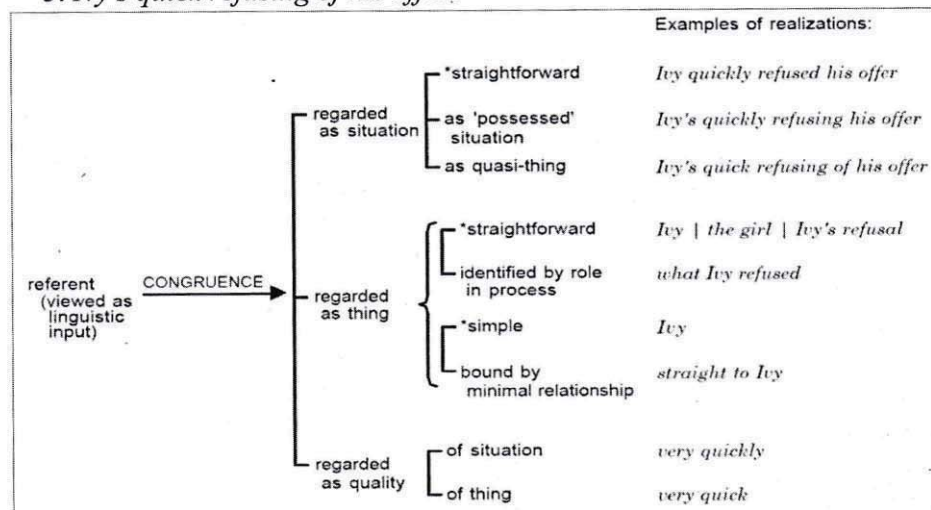 Examples of realizations:
*straightforward Ivy quickly refused his offer
regarded as situation
as 'possessed' situation Ivy's quickly refusing his offer
as quasi-thing Ivy's quick refusing of his offer
*straightforward Ivy | the girl | Ivy's refusal
identified by role in process what Ivy refused
referent (viewed as linguistic input)
CONGRUENCE
regarded as thing
*simple Ivy
bound by minimal relationship straight to Ivy
regarded as quality
of situation very quickly
of thing very quick